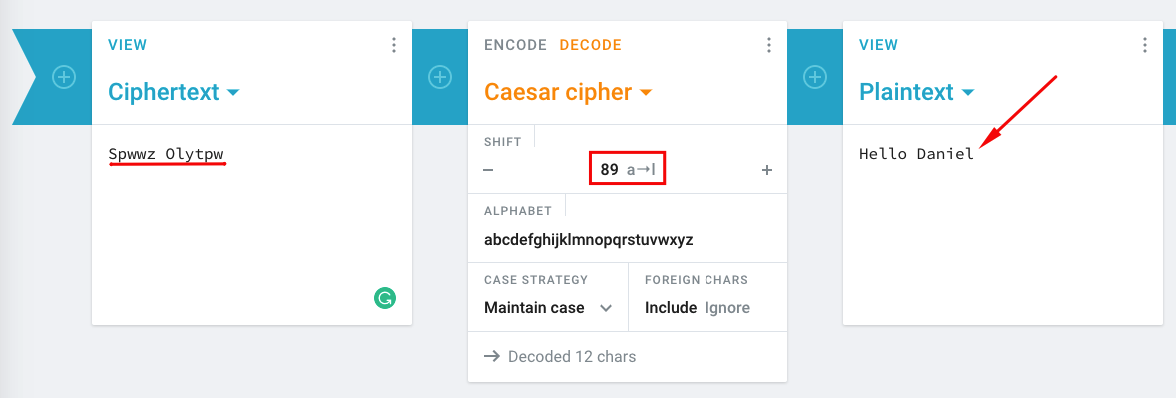 VIEW
Ciphertext
Spwwz Olytpw
ENCODE DECODE
Caesar cipher
SHIFT
− 89 a→l +
ALPHABET
abcdefghijklmnopqrstuvwxyz
CASE STRATEGY
Maintain case
FOREIGN CHARS
Include Ignore
→ Decoded 12 chars
VIEW
Plaintext
Hello Daniel